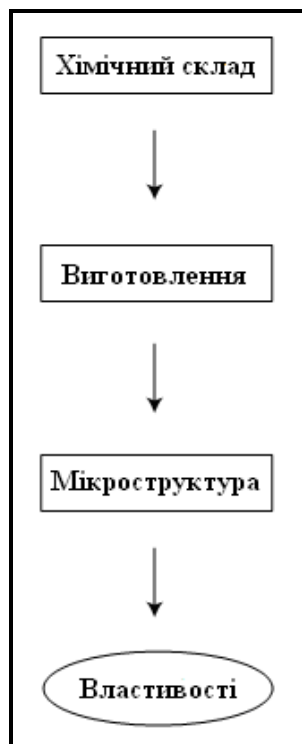 Хімічний склад
Виготовлення
Мікроструктура
Властивості